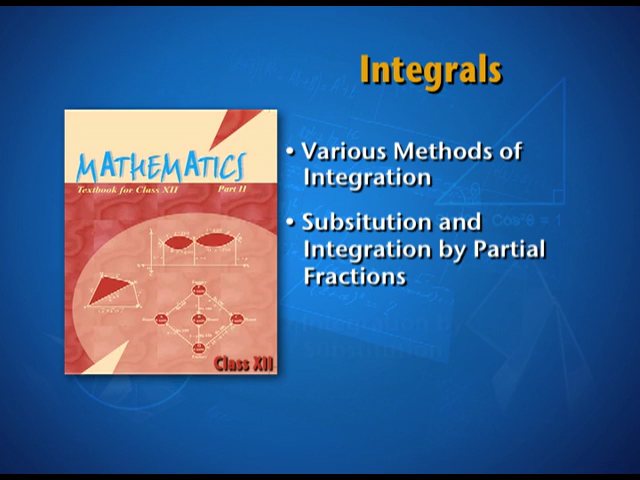 Integrals
MATHEMATICS
Textbook for Class XII Part II
Class XII
• Various Methods of
Integration
• Subsitution and
Integration by Partial
Fractions